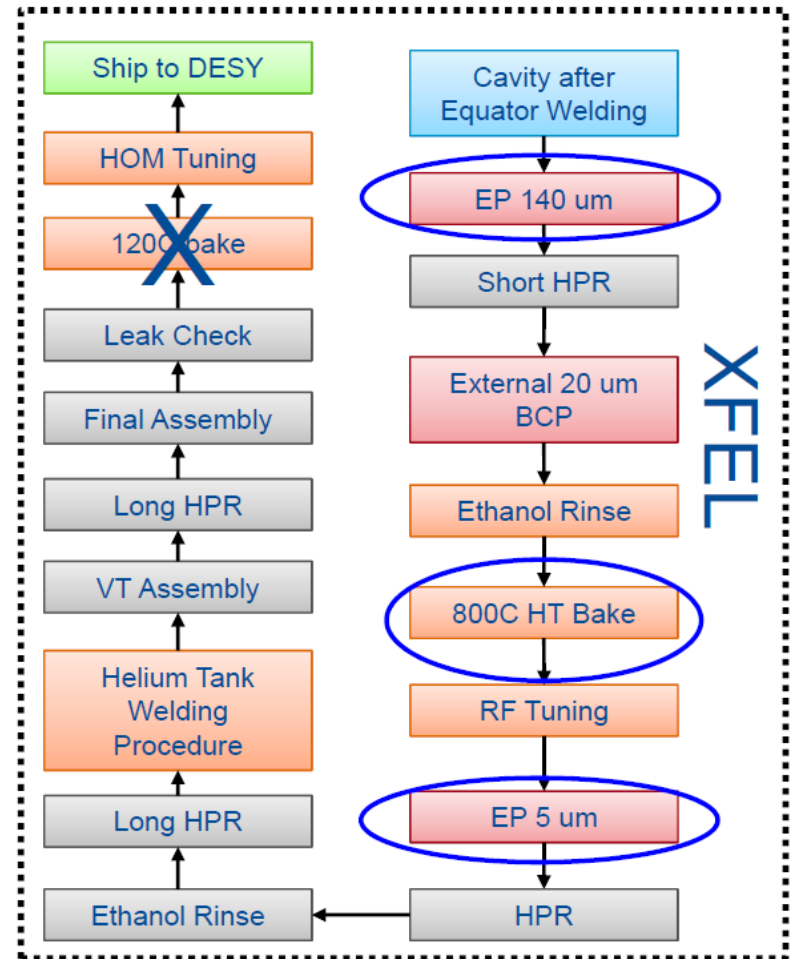 Cavity after
Equator Welding
EP 140 um
Short HPR
External 20 um
BCP
Ethanol Rinse
800C HT Bake
RF Tuning
EP 5 um
HPR
Ethanol Rinse
Long HPR
Helium Tank
Welding
Procedure
VT Assembly
Long HPR
Final Assembly
Leak Check
120C bake
X
HOM Tuning
Ship to DESY
XFEL